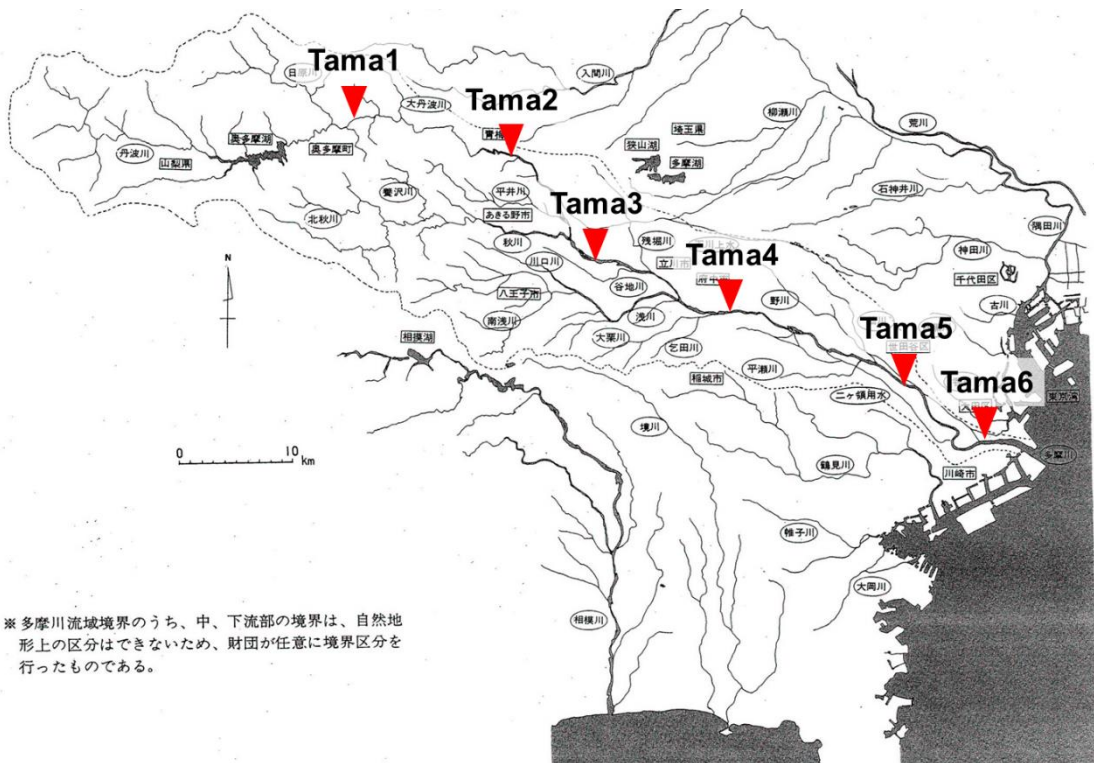 Tama1
Tama2
Tama3
Tama4
Tama5
Tama6
入間川
大丹波川
柳瀬川
荒川
埼玉県
狭山湖
多摩湖
奥多摩湖
奥多摩町
丹波川
山梨県
石神井川
平井川
あきる野市
北秋川
秋川
残堀川
隅田川
神田川
千代田区
川口川
立川市
府中市
谷地川
野川
古川
八王子市
浅川
南浅川
大栗川
乞田川
相模湖
世田谷区
平瀬川
稲城市
二ヶ領用水
東京湾
境川
多摩川
鶴見川
川崎市
帷子川
大岡川
相模川
N
0 10
km
※多摩川流域境界のうち、中、下流部の境界は、自然地
形上の区分はできないため、財団が任意に境界区分を
行ったものである。